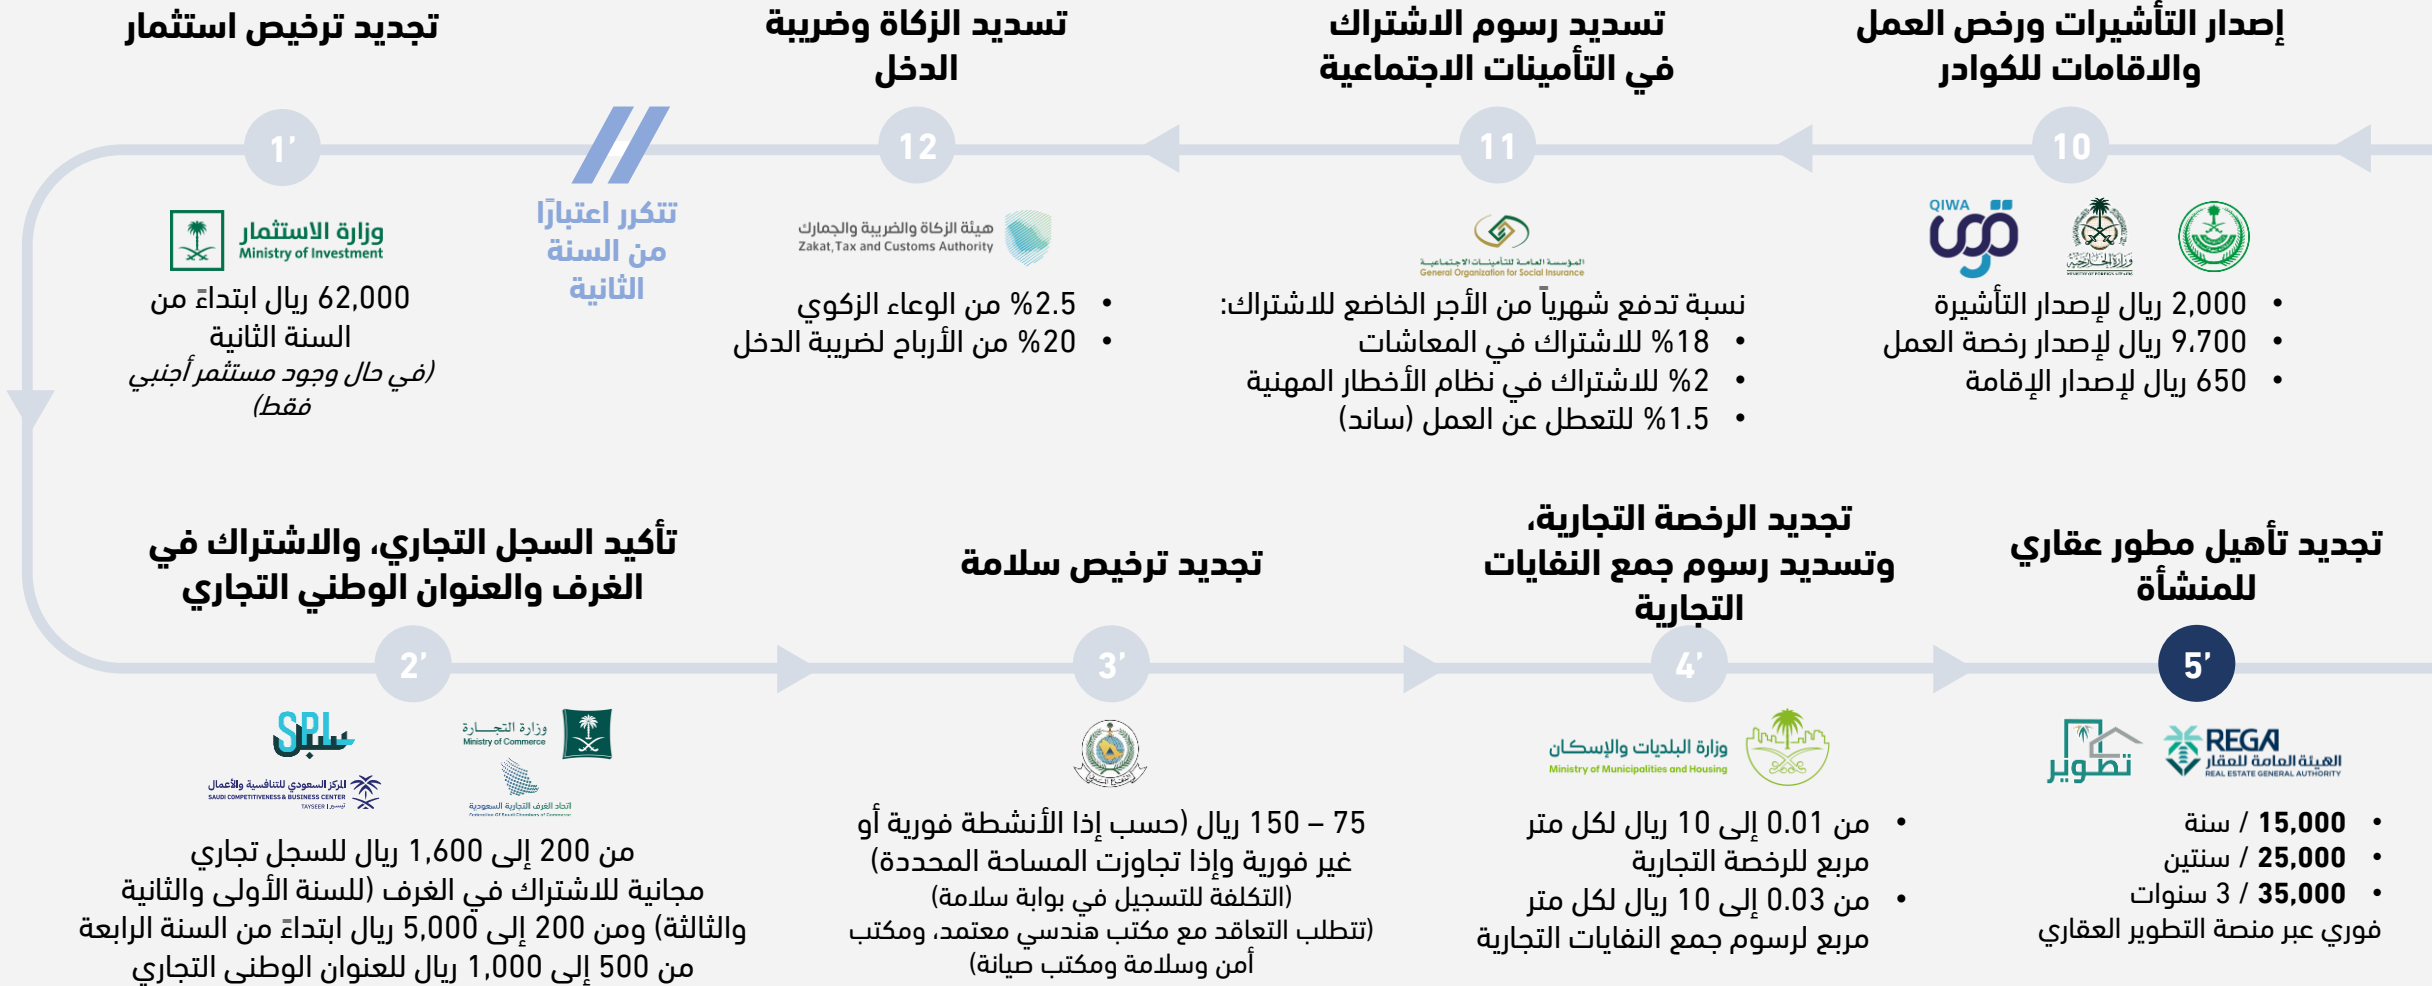 إصدار التأشيرات ورخص العمل
والاقامات للكوادر
10
QIWA
قوى
وزارة الخارجية
MINISTRY OF FOREIGN AFFAIRS
• 2,000 ريال لإصدار التأشيرة
• 9،700 ريال لإصدار رخصة العمل
• 650 ريال لإصدار الإقامة
تسديد رسوم الاشتراك
في التأمينات الاجتماعية
11
المؤسسة العامة للتأمينات الاجتماعية
General Organization for Social Insurance
نسبة تدفع شهرياً من الأجر الخاضع للاشتراك:
• 18% للاشتراك في المعاشات
• 2% للاشتراك في نظام الأخطار المهنية
• 1.5% للتعطل عن العمل (ساند)
تسديد الزكاة وضريبة
الدخل
12
هيئة الزكاة والضريبة والجمارك
Zakat, Tax and Customs Authority
• 2.5% من الوعاء الزكوي
• 20% من الأرباح لضريبة الدخل
تتكرر اعتبارًا
من السنة
الثانية
تجديد ترخيص استثمار
1’
وزارة الاستثمار
Ministry of Investment
62,000 ريال ابتداءً من
السنة الثانية
(في حال وجود مستثمر أجنبي
فقط)
تأكيد السجل التجاري، والاشتراك في
الغرف والعنوان الوطني التجاري
2’
SPL
سبل
وزارة التجـــارة
Ministry of Commerce
المركز السعودي للتنافسية والأعمال
SAUDI COMPETITIVENESS & BUSINESS CENTER
تيسير | TAYSEER
اتحاد الغرف التجارية السعودية
Federation Of Saudi Chambers of Commerce
من 200 إلى 1,600 ريال للسجل تجاري
مجانية للاشتراك في الغرف (للسنة الأولى والثانية
والثالثة) ومن 200 إلى 5,000 ريال ابتداءً من السنة الرابعة
من 500 إلى 1,000 ريال للعنوان الوطني التجاري
تجديد ترخيص سلامة
3’
75 – 150 ريال (حسب إذا الأنشطة فورية أو
غير فورية وإذا تجاوزت المساحة المحددة)
(التكلفة للتسجيل في بوابة سلامة)
(تتطلب التعاقد مع مكتب هندسي معتمد، ومكتب
أمن وسلامة ومكتب صيانة)
تجديد الرخصة التجارية،
وتسديد رسوم جمع النفايات
التجارية
4’
وزارة البلديات والإسكـان
Ministry of Municipalities and Housing
• من 0.01 إلى 10 ريال لكل متر
مربع للرخصة التجارية
• من 0.03 إلى 10 ريال لكل متر
مربع لرسوم جمع النفايات التجارية
تجديد تأهيل مطور عقاري
للمنشأة
5’
تطوير
REGA
الهيئة العامة للعقار
REAL ESTATE GENERAL AUTHORITY
• 15,000 / سنة
• 25,000 / سنتين
• 35,000 / 3 سنوات
فوري عبر منصة التطوير العقاري